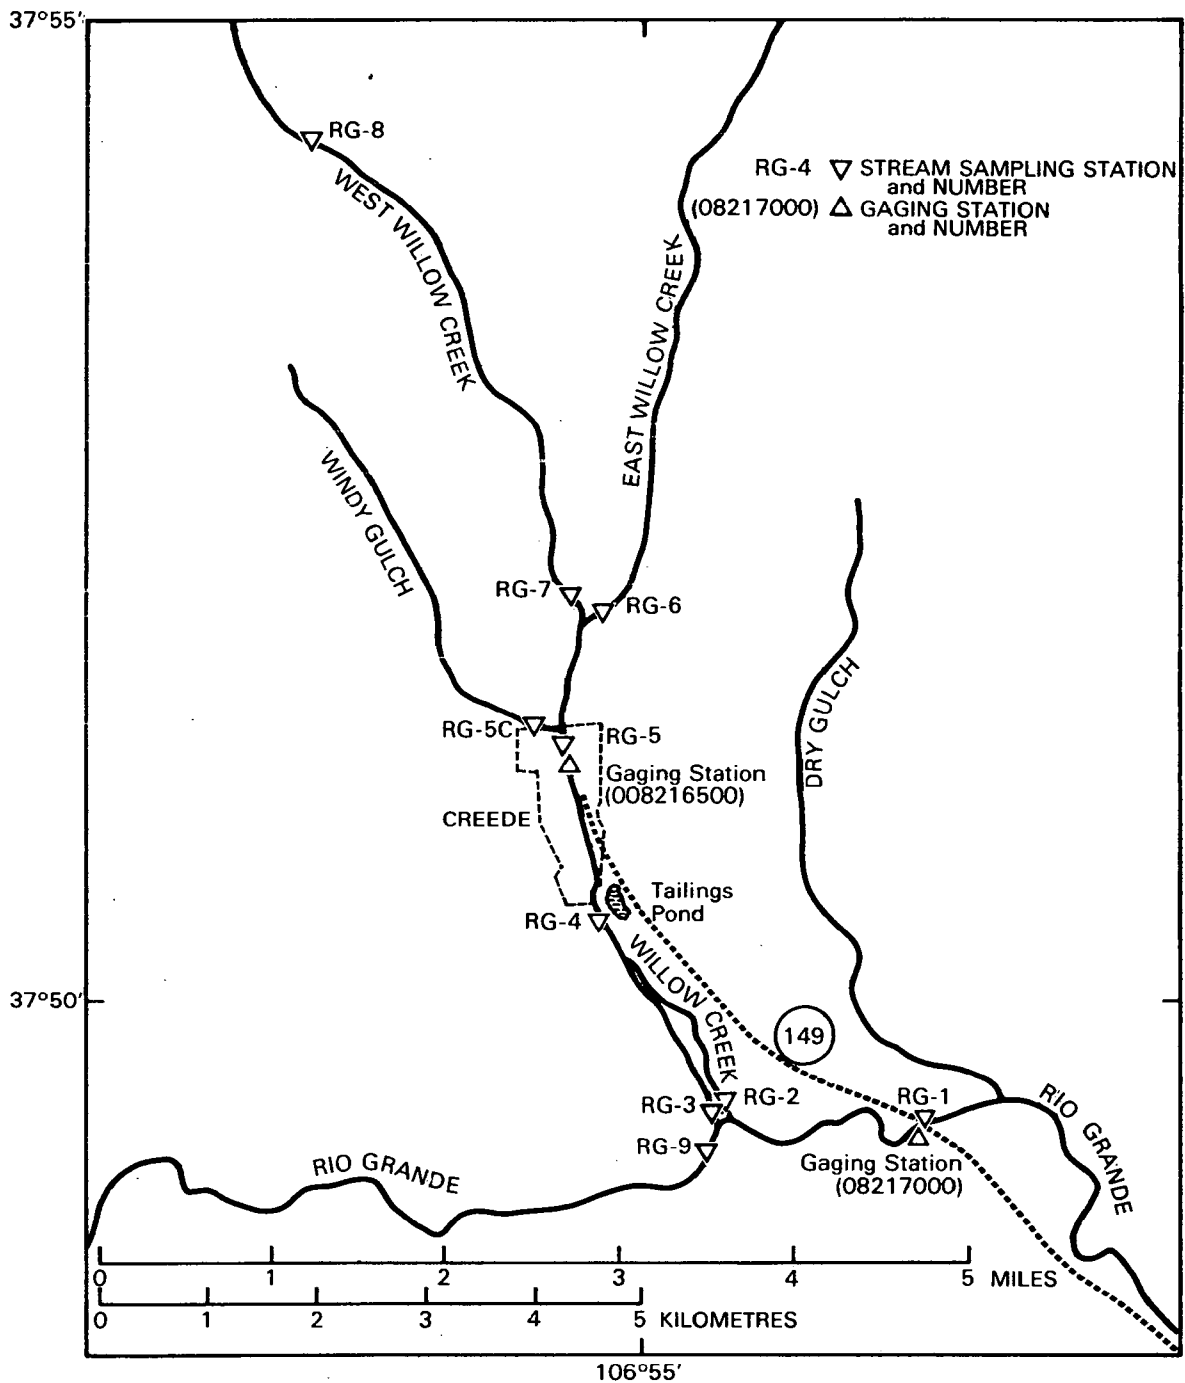 37°55'
RG-8
RG-4 ▽ STREAM SAMPLING STATION
and NUMBER
(08217000) △ GAGING STATION
and NUMBER
WEST WILLOW CREEK
EAST WILLOW CREEK
WINDY GULCH
RG-7
RG-6
DRY GULCH
RG-5C
RG-5
Gaging Station
(008216500)
CREEDE
Tailings
Pond
RG-4
WILLOW CREEK
37°50'
149
RG-2
RG-3
RG-1
RIO GRANDE
RG-9
Gaging Station
(08217000)
RIO GRANDE
0 1 2 3 4 5 MILES
0 1 2 3 4 5 KILOMETRES
106°55'